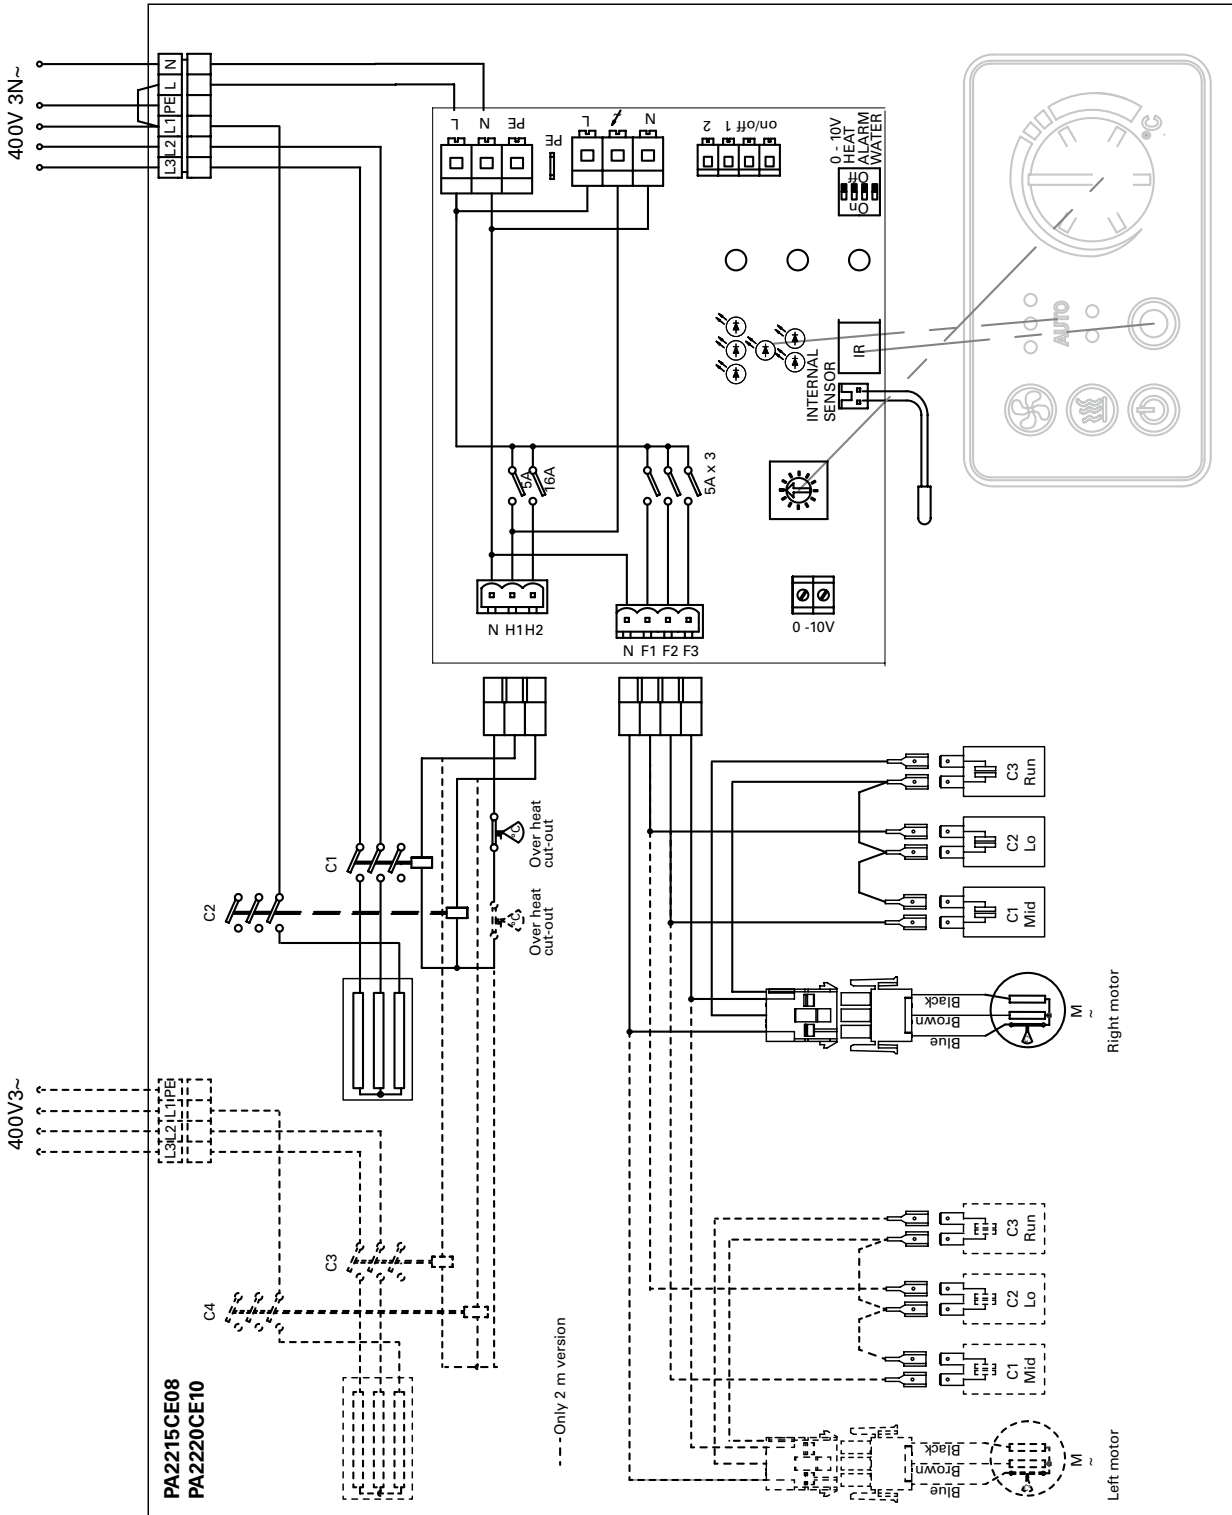 400V 3N~
N
L
PE
L1
L2
L3
L
N
PE
PE
L
N
2 1 on/off
0 - 10V
HEAT
ALARM
WATER
Off
On
°C
AUTO
IR
INTERNAL
SENSOR
5A
16A
5A x 3
N H1 H2
N F1 F2 F3
0 -10V
C1
C2
°C
Over heat
cut-out
°C
Over heat
cut-out
C3
Run
C2
Lo
C1
Mid
Black
Brown
Blue
M
~
Right motor
400V3~
PE
L1
L2
L3
C3
C4
PA2215CE08
PA2220CE10
--- Only 2 m version
C3
Run
C2
Lo
C1
Mid
Black
Brown
Blue
M
~
Left motor